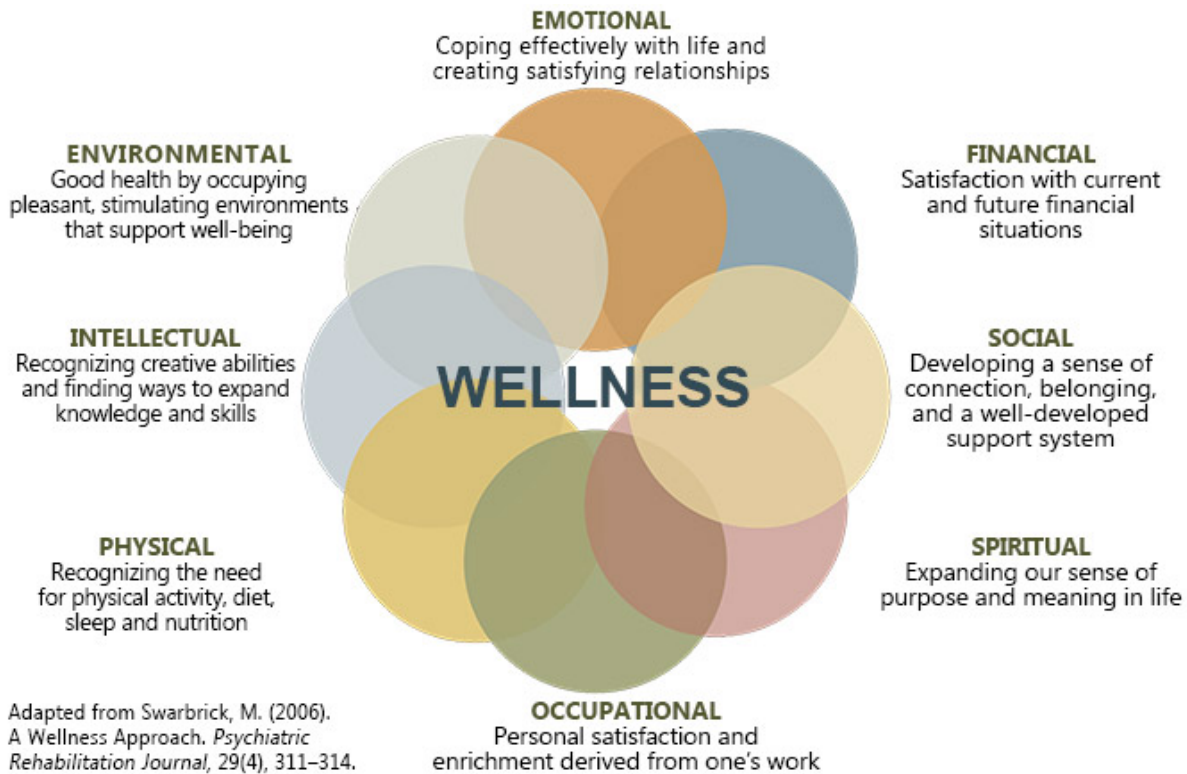 EMOTIONAL
Coping effectively with life and
creating satisfying relationships
ENVIRONMENTAL
Good health by occupying
pleasant, stimulating environments
that support well-being
FINANCIAL
Satisfaction with current
and future financial
situations
INTELLECTUAL
Recognizing creative abilities
and finding ways to expand
knowledge and skills
WELLNESS
SOCIAL
Developing a sense of
connection, belonging,
and a well-developed
support system
PHYSICAL
Recognizing the need
for physical activity, diet,
sleep and nutrition
SPIRITUAL
Expanding our sense of
purpose and meaning in life
OCCUPATIONAL
Personal satisfaction and
enrichment derived from one's work
Adapted from Swarbrick, M. (2006).
A Wellness Approach. Psychiatric
Rehabilitation Journal, 29(4), 311–314.